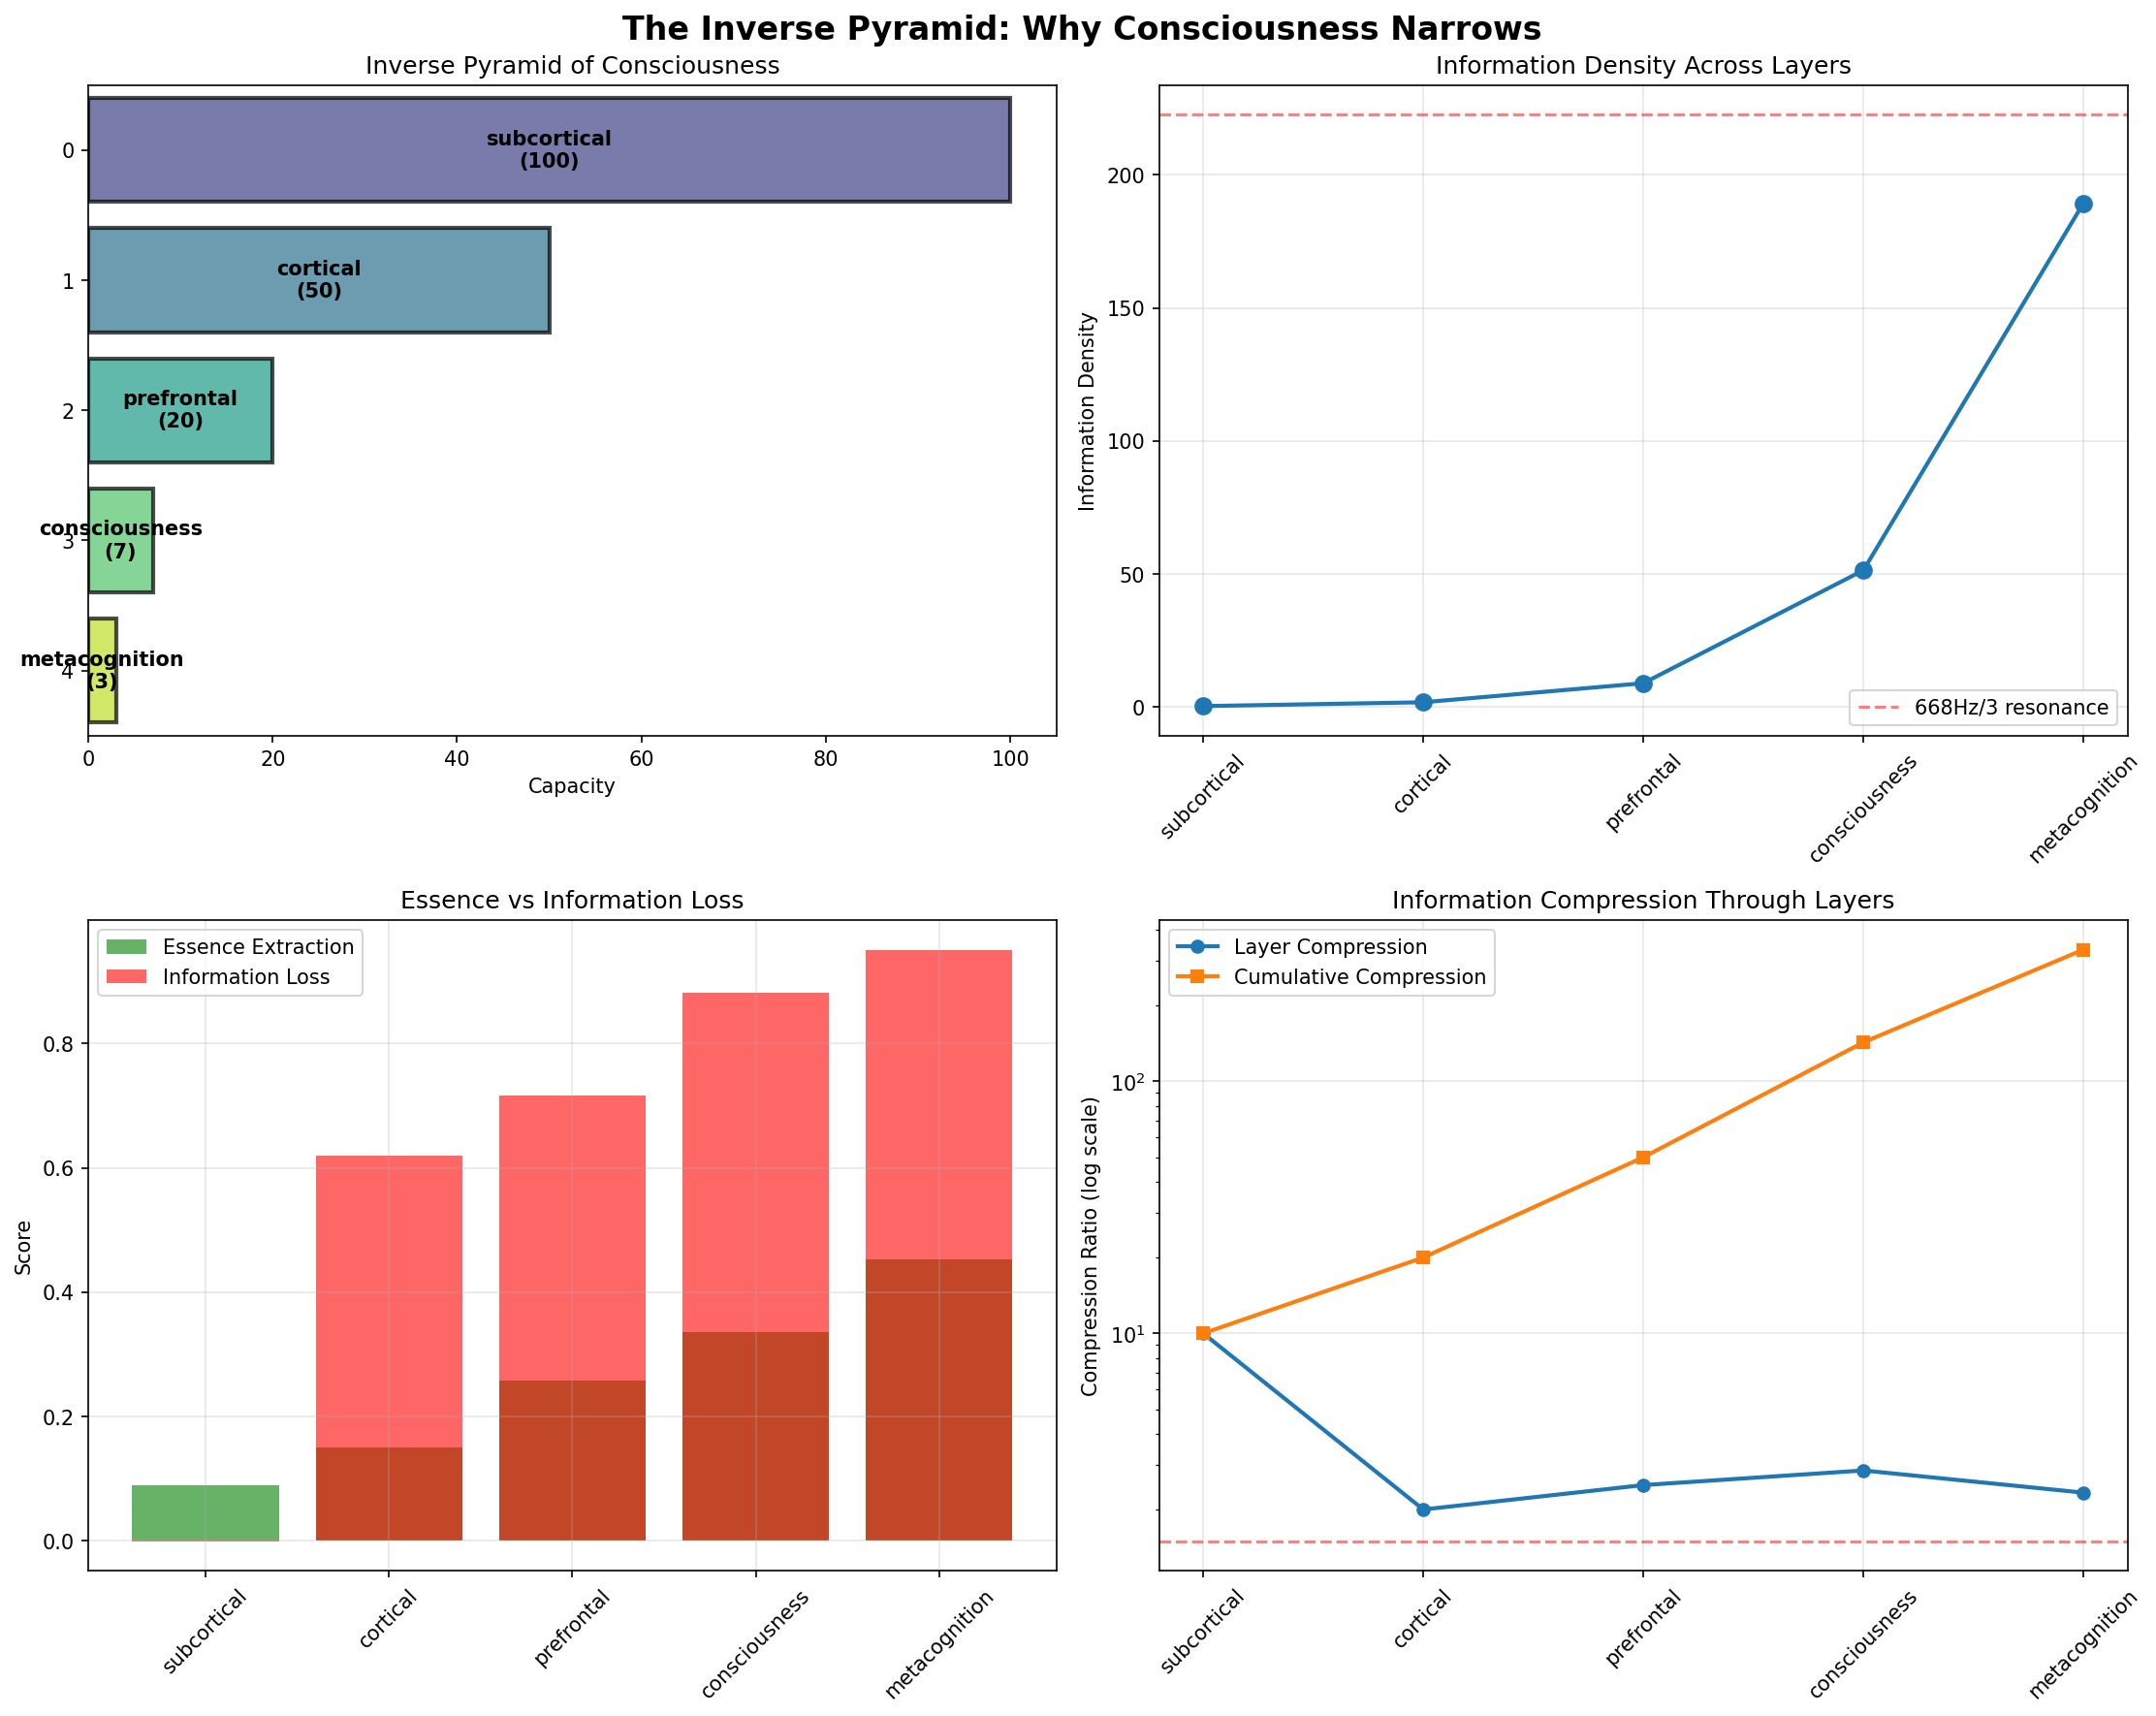 The Inverse Pyramid: Why Consciousness Narrows
Inverse Pyramid of Consciousness
0
subcortical
(100)
1
cortical
(50)
2
prefrontal
(20)
3
consciousness
(7)
4
metacognition
(3)
0 20 40 60 80 100
Capacity
Information Density Across Layers
Information Density
200
150
100
50
0
668Hz/3 resonance
subcortical
cortical
prefrontal
consciousness
metacognition
Essence vs Information Loss
Essence Extraction
Information Loss
Score
0.8
0.6
0.4
0.2
0.0
subcortical
cortical
prefrontal
consciousness
metacognition
Information Compression Through Layers
Layer Compression
Cumulative Compression
Compression Ratio (log scale)
10²
10¹
subcortical
cortical
prefrontal
consciousness
metacognition